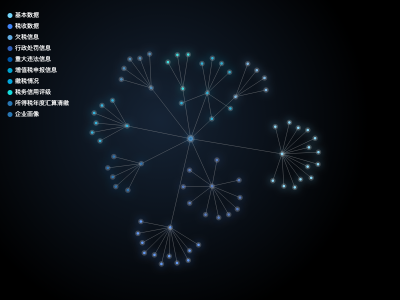 基本数据
税收数据
欠税信息
行政处罚信息
重大违法信息
增值税申报信息
缴税情况
税务信用评级
所得税年度汇算清缴
企业画像